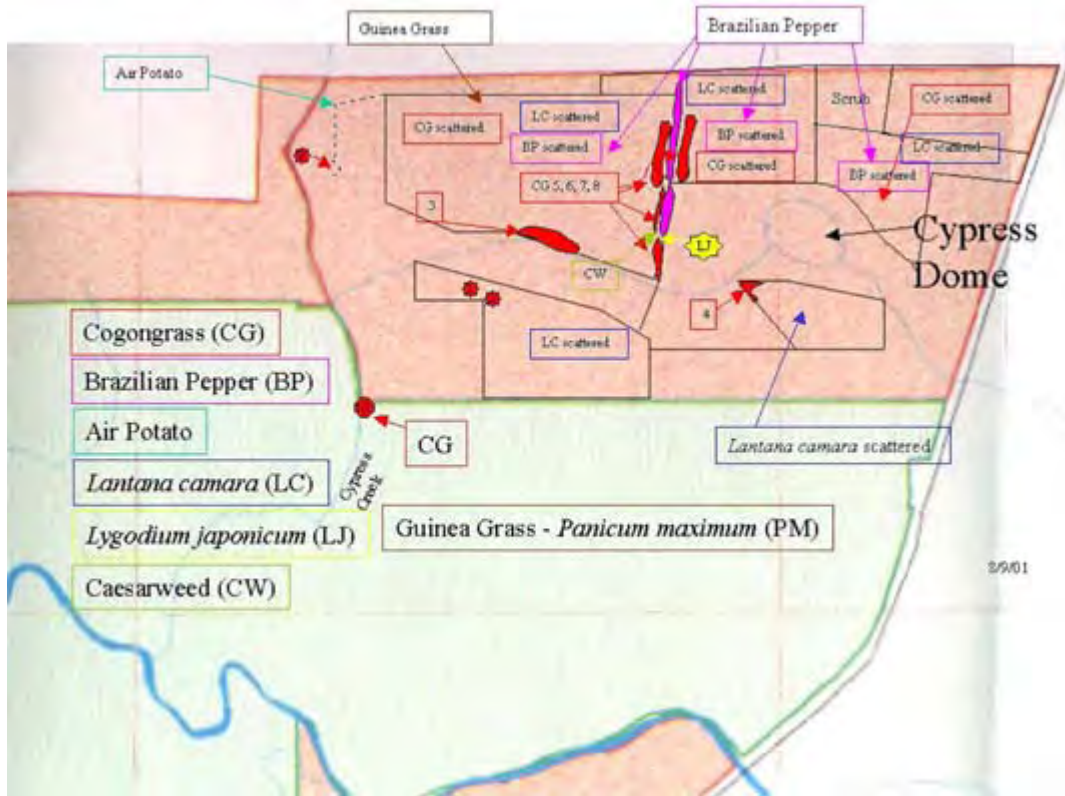 Guinea Grass
Brazilian Pepper
Air Potato
LC scattered
CG scattered
LC scattered
BP scattered
BP scattered
CG scattered
Scrub
CG scattered
LC scattered
BP scattered
CG 5, 6, 7, 8
3
LJ
CW
4
Cypress
Dome
LC scattered
Cogongrass (CG)
Brazilian Pepper (BP)
Air Potato
Lantana camara (LC)
Lygodium japonicum (LJ)
Caesarweed (CW)
CG
Cypress
Creek
Lantana camara scattered
Guinea Grass - Panicum maximum (PM)
8/9/01